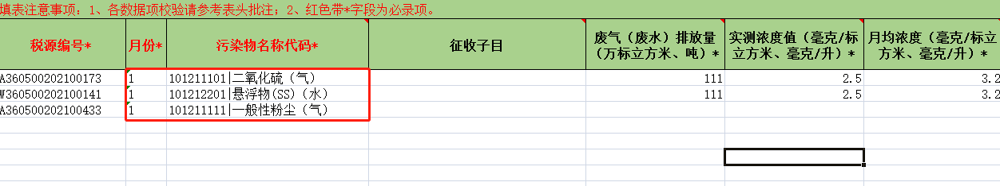 填表注意事项：1、各数据项校验请参考表头批注；2、红色带*字段为必录项。
税源编号* 月份* 污染物名称代码* 征收子目 废气（废水）排放量（万标立方米、吨）* 实测浓度值（毫克/标立方米、毫克/升）* 月均浓度（毫克/标立方米、毫克/升）*
A360500202100173 1 101211101|二氧化硫（气） 111 2.5 3.2
W360500202100141 1 101212201|悬浮物(SS)（水） 111 2.5 3.2
A360500202100433 1 101211111|一般性粉尘（气）